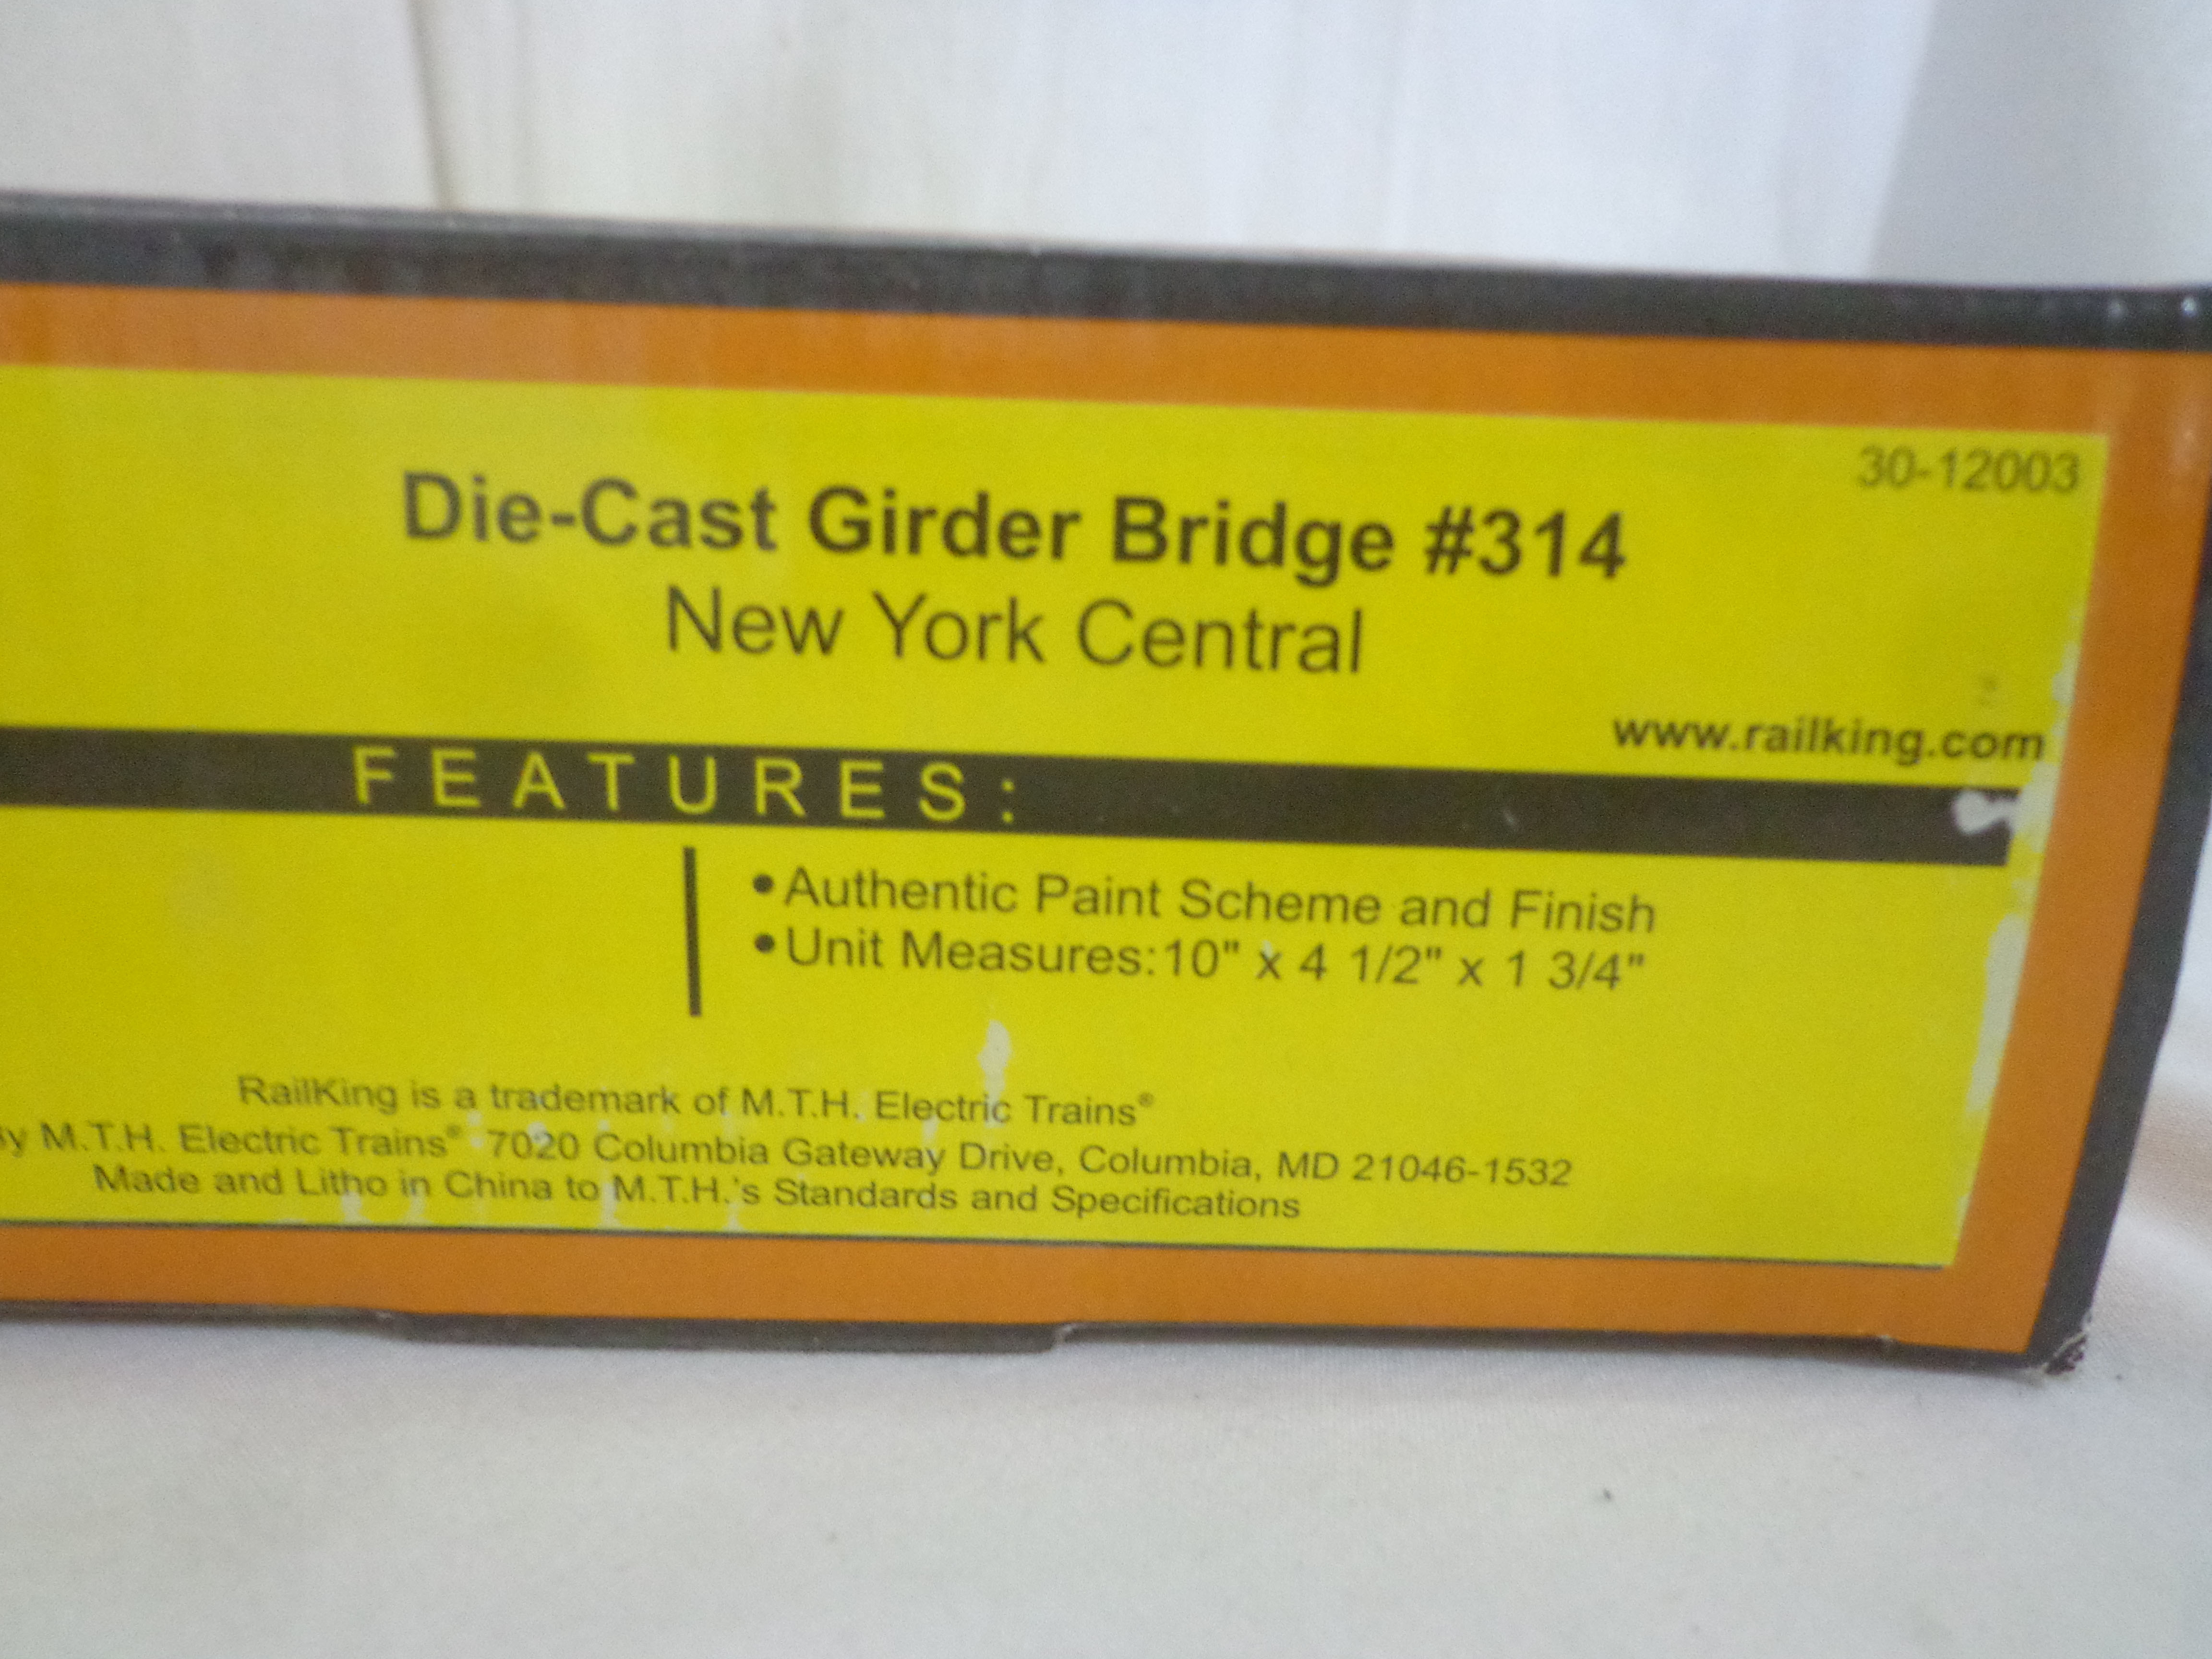 30-12003
Die-Cast Girder Bridge #314
New York Central
www.railking.com
FEATURES:
•Authentic Paint Scheme and Finish
•Unit Measures:10" x 4 1/2" x 1 3/4"
RailKing is a trademark of M.T.H. Electric Trains®
M.T.H. Electric Trains® 7020 Columbia Gateway Drive, Columbia, MD 21046-1532
Made and Litho in China to M.T.H.'s Standards and Specifications